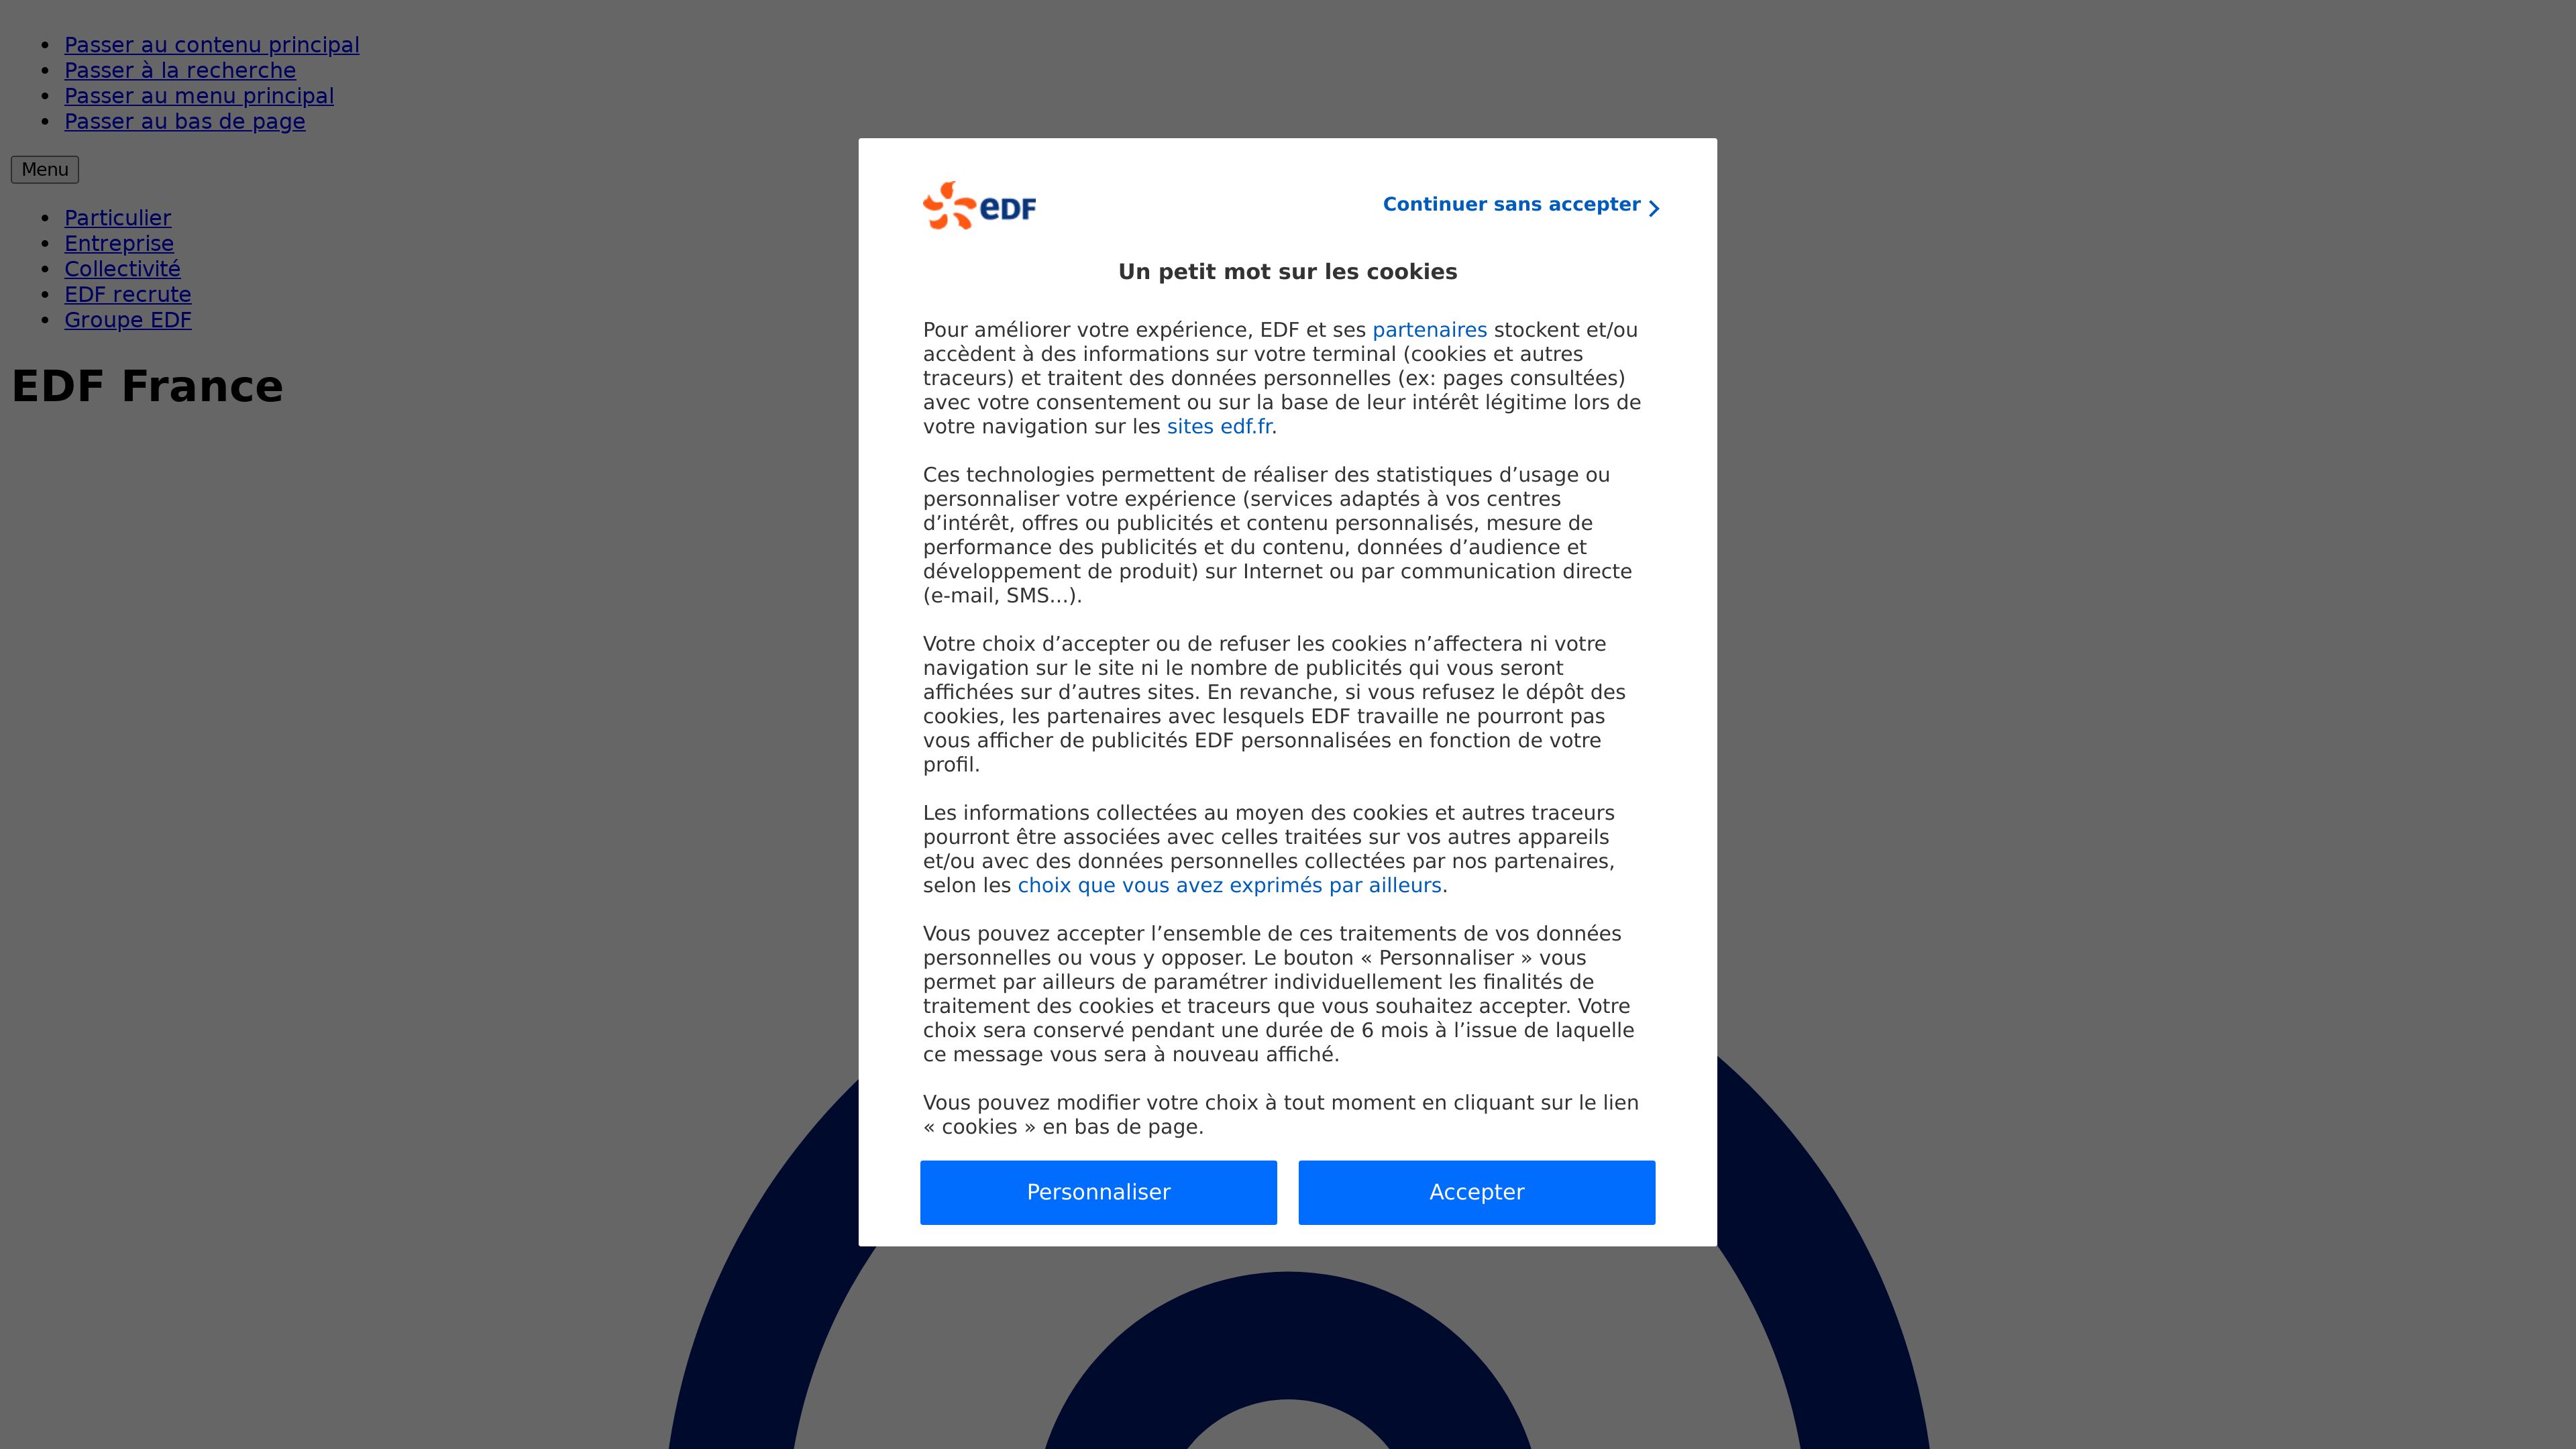 Passer au contenu principal
Passer à la recherche
Passer au menu principal
Passer au bas de page
Menu
Particulier
Entreprise
Collectivité
EDF recrute
Groupe EDF
EDF France
eDF
Continuer sans accepter
Un petit mot sur les cookies
Pour améliorer votre expérience, EDF et ses partenaires stockent et/ou
accèdent à des informations sur votre terminal (cookies et autres
traceurs) et traitent des données personnelles (ex: pages consultées)
avec votre consentement ou sur la base de leur intérêt légitime lors de
votre navigation sur les sites edf.fr.
Ces technologies permettent de réaliser des statistiques d’usage ou
personnaliser votre expérience (services adaptés à vos centres
d’intérêt, offres ou publicités et contenu personnalisés, mesure de
performance des publicités et du contenu, données d’audience et
développement de produit) sur Internet ou par communication directe
(e-mail, SMS…).
Votre choix d’accepter ou de refuser les cookies n’affectera ni votre
navigation sur le site ni le nombre de publicités qui vous seront
affichées sur d’autres sites. En revanche, si vous refusez le dépôt des
cookies, les partenaires avec lesquels EDF travaille ne pourront pas
vous afficher de publicités EDF personalisées en fonction de votre
profil.
Les informations collectées au moyen des cookies et autres traceurs
pourront être associées avec celles traitées sur vos autres appareils
et/ou avec des données personnelles collectées par nos partenaires,
selon les choix que vous avez exprimés par ailleurs.
Vous pouvez accepter l’ensemble de ces traitements de vos données
personnelles ou vous y opposer. Le bouton « Personnaliser » vous
permet par ailleurs de paramétrer individuellement les finalités de
traitement des cookies et traceurs que vous souhaitez accepter. Votre
choix sera conservé pendant une durée de 6 mois à l’issue de laquelle
ce message vous sera à nouveau affiché.
Vous pouvez modifier votre choix à tout moment en cliquant sur le lien
« cookies » en bas de page.
Personnaliser
Accepter